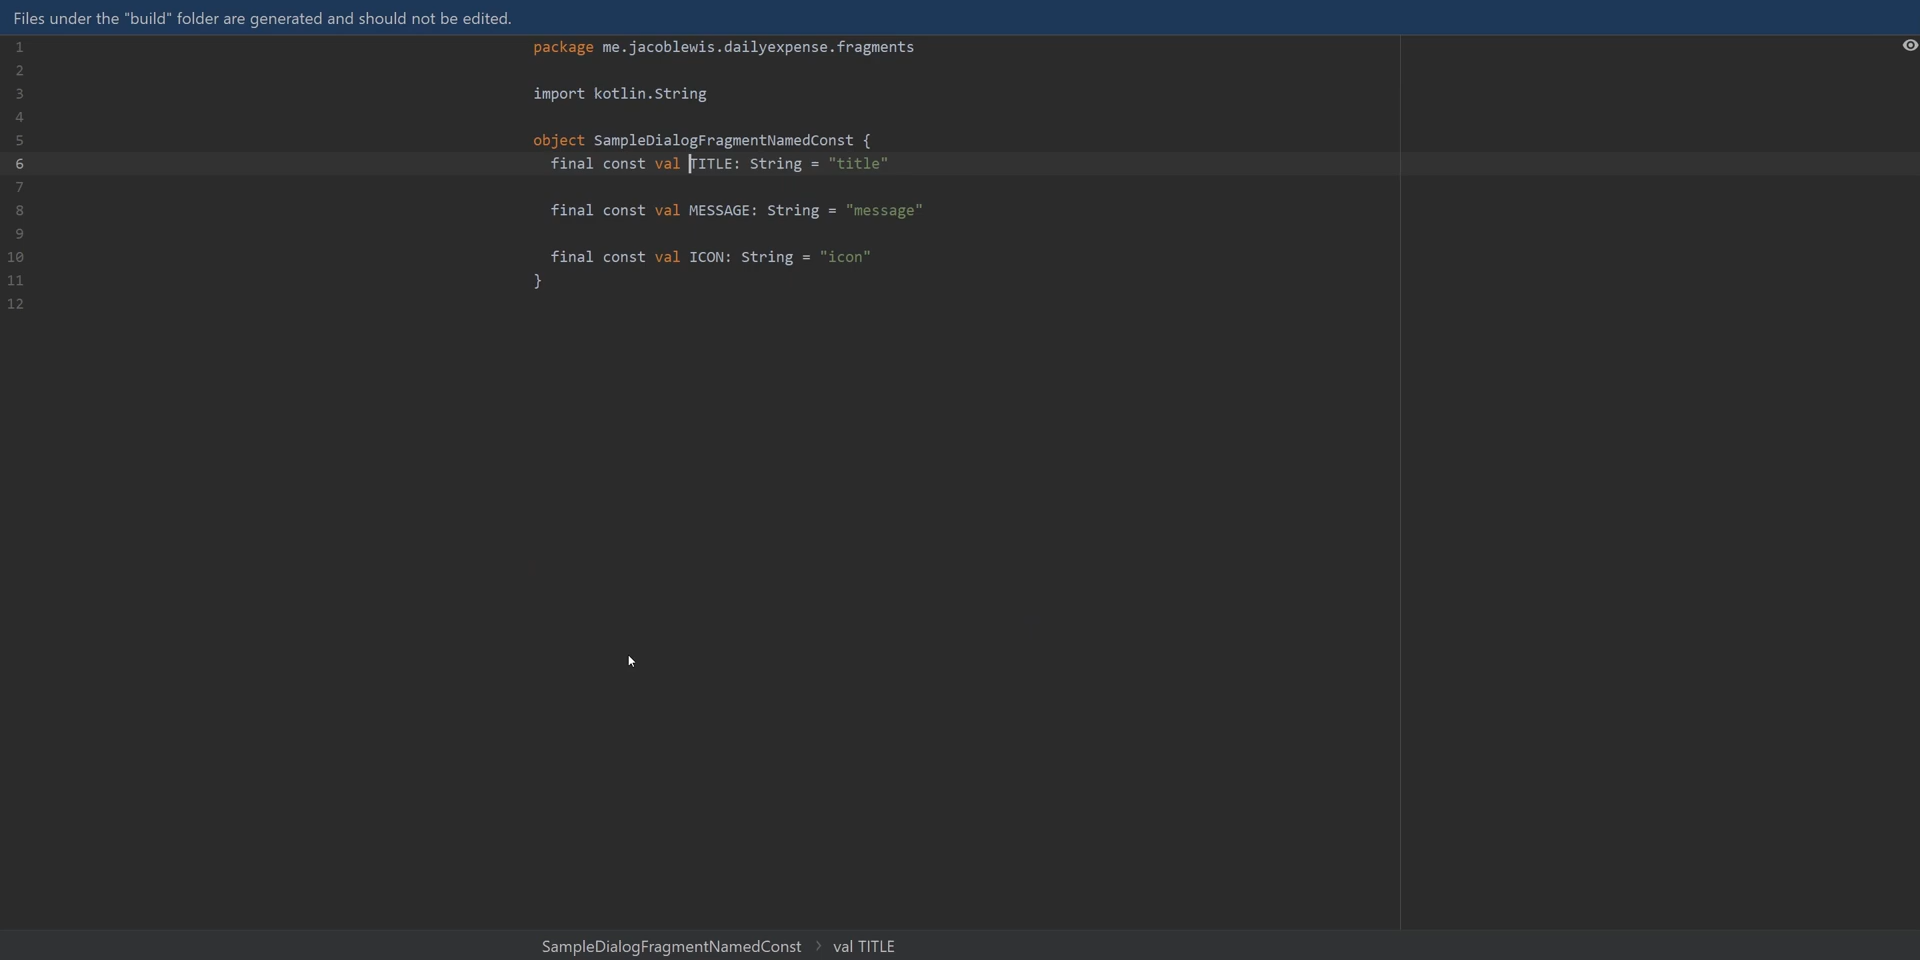 Files under the "build" folder are generated and should not be edited.
1 package me.jacoblewis.dailyexpense.fragments
2
3 import kotlin.String
4
5 object SampleDialogFragmentNamedConst {
6 final const val TITLE: String = "title"
7
8 final const val MESSAGE: String = "message"
9
10 final const val ICON: String = "icon"
11 }
12
SampleDialogFragmentNamedConst > val TITLE